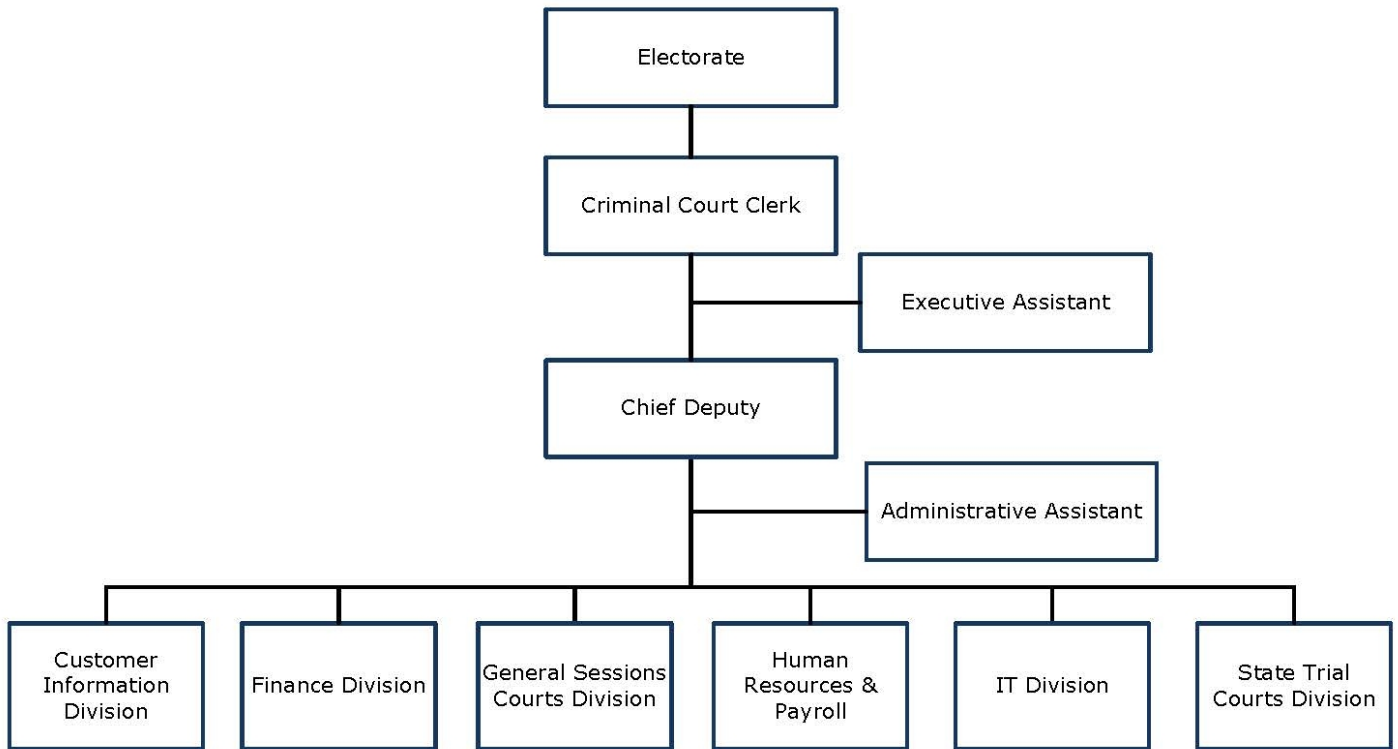 Electorate
Criminal Court Clerk
Executive Assistant
Chief Deputy
Administrative Assistant
Customer
Information
Division
Finance Division
General Sessions
Courts Division
Human
Resources &
Payroll
IT Division
State Trial
Courts Division